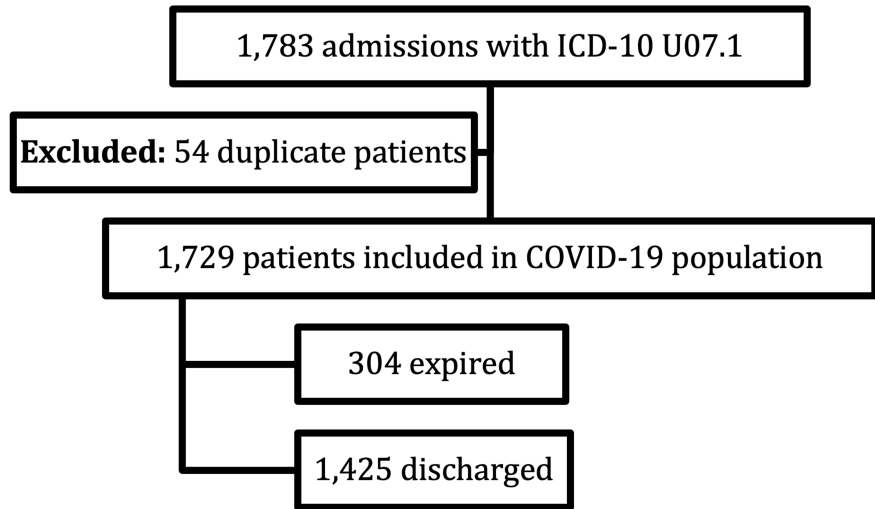 1,783 admissions with ICD-10 U07.1
Excluded: 54 duplicate patients
1,729 patients included in COVID-19 population
304 expired
1,425 discharged